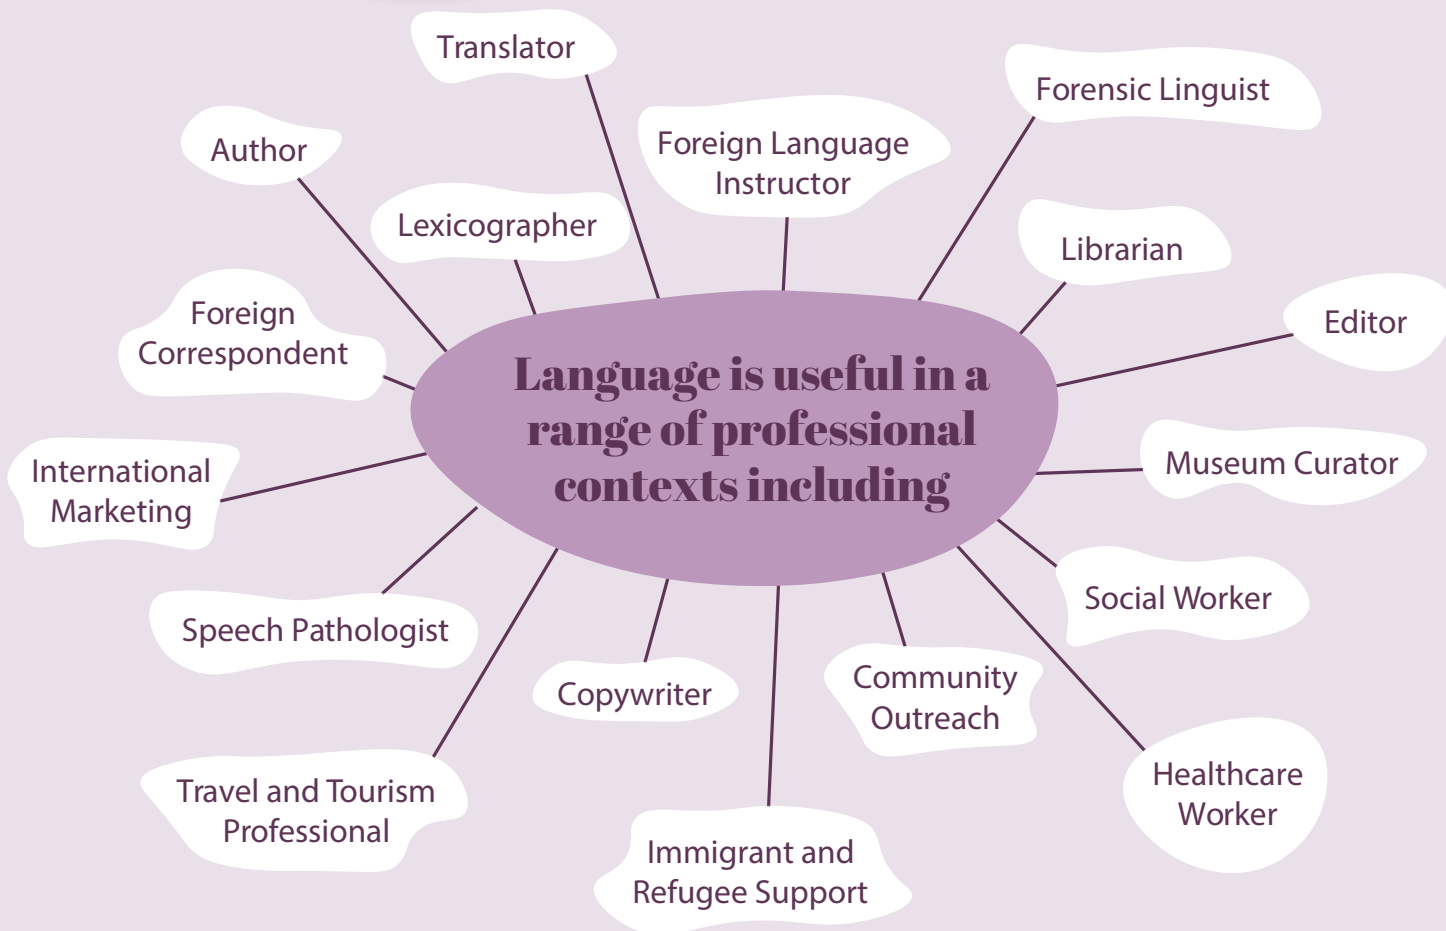 Translator
Forensic Linguist
Author
Foreign Language
Instructor
Lexicographer
Librarian
Foreign
Correspondent
Editor
Language is useful in a
range of professional
contexts including
International
Marketing
Museum Curator
Speech Pathologist
Social Worker
Copywriter
Community
Outreach
Travel and Tourism
Professional
Healthcare
Worker
Immigrant and
Refugee Support